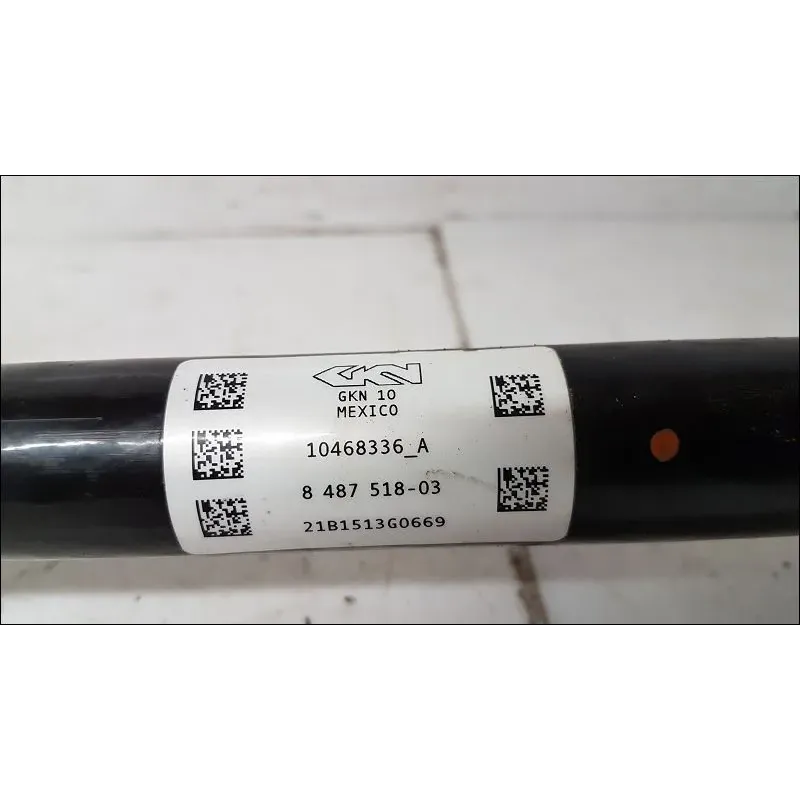 GKN
GKN 10
MEXICO
10468336_A
8 487 518-03
21B1513G0669